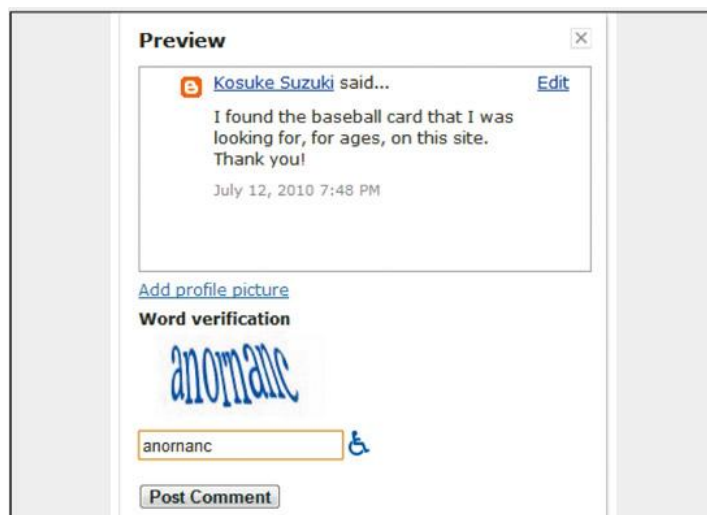 Preview
Kosuke Suzuki said... Edit
I found the baseball card that I was
looking for, for ages, on this site.
Thank you!
July 12, 2010 7:48 PM
Add profile picture
Word verification
anornanc
anornanc
Post Comment